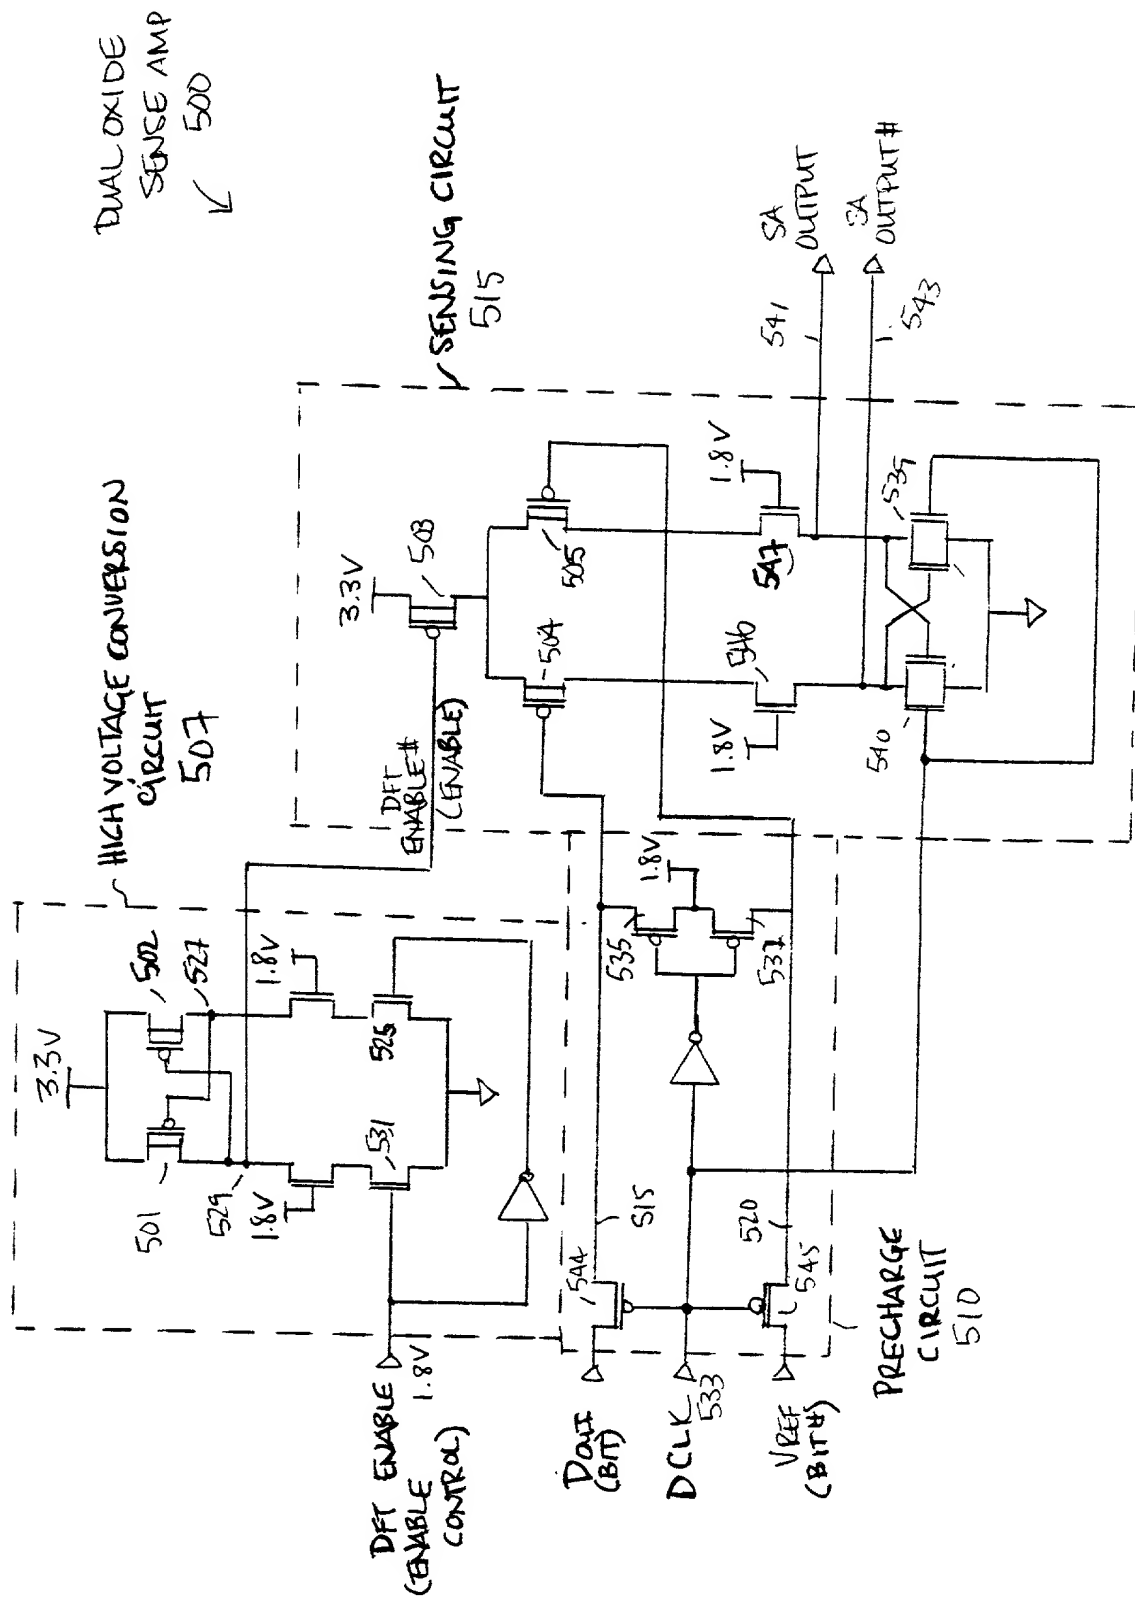 DUAL OXIDE
SENSE AMP
500
HIGH VOLTAGE CONVERSION
CIRCUIT
507
SENSING CIRCUIT
515
3.3V
501
502
527
529
1.8V
1.8V
531
525
DFT ENABLE
(ENABLE
CONTROL)
1.8V
DFT
ENABLE#
(ENABLE)
3.3V
503
504
505
1.8V
1.8V
546
547
541
SA
OUTPUT
SA
OUTPUT#
543
540
539
DOUT
(BIT)
544
515
535
1.8V
537
DCLK
533
520
VREF
(BIT#)
545
PRECHARGE
CIRCUIT
510